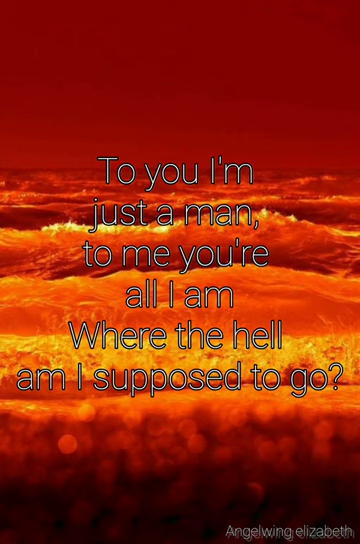 To you I'm
just a man,
to me you're
all I am
Where the hell
am I supposed to go?
Angelwing elizabeth